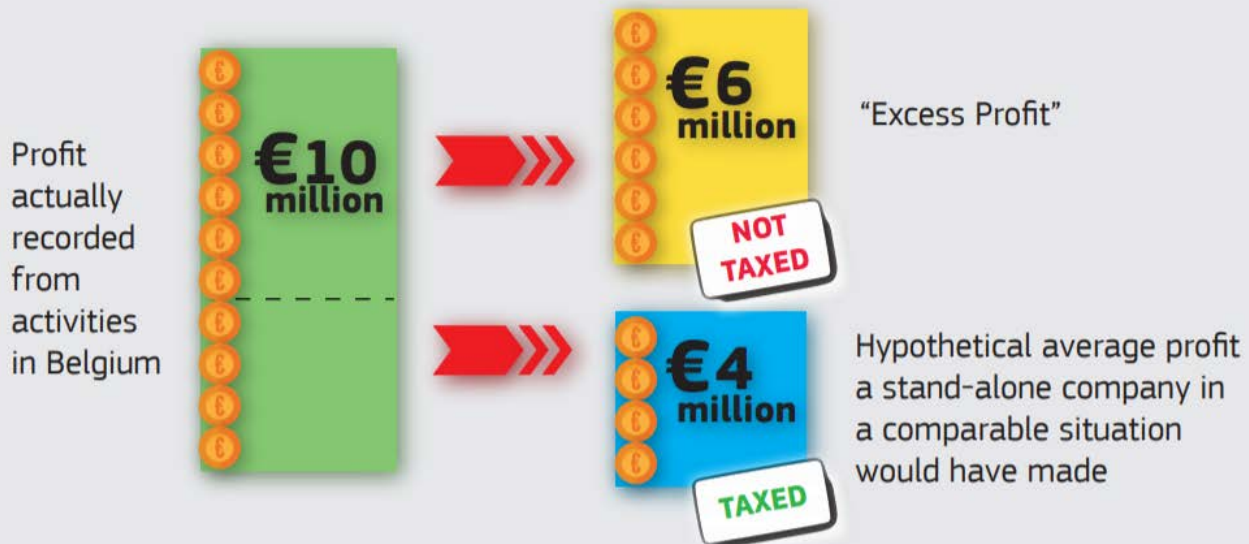 Profit
actually
recorded
from
activities
in Belgium
€10
million
€6
million
NOT
TAXED
“Excess Profit”
€4
million
TAXED
Hypothetical average profit
a stand-alone company in
a comparable situation
would have made